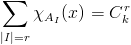 \sum_{|I|=r} \chi_{A_I}(x) = C_k^r